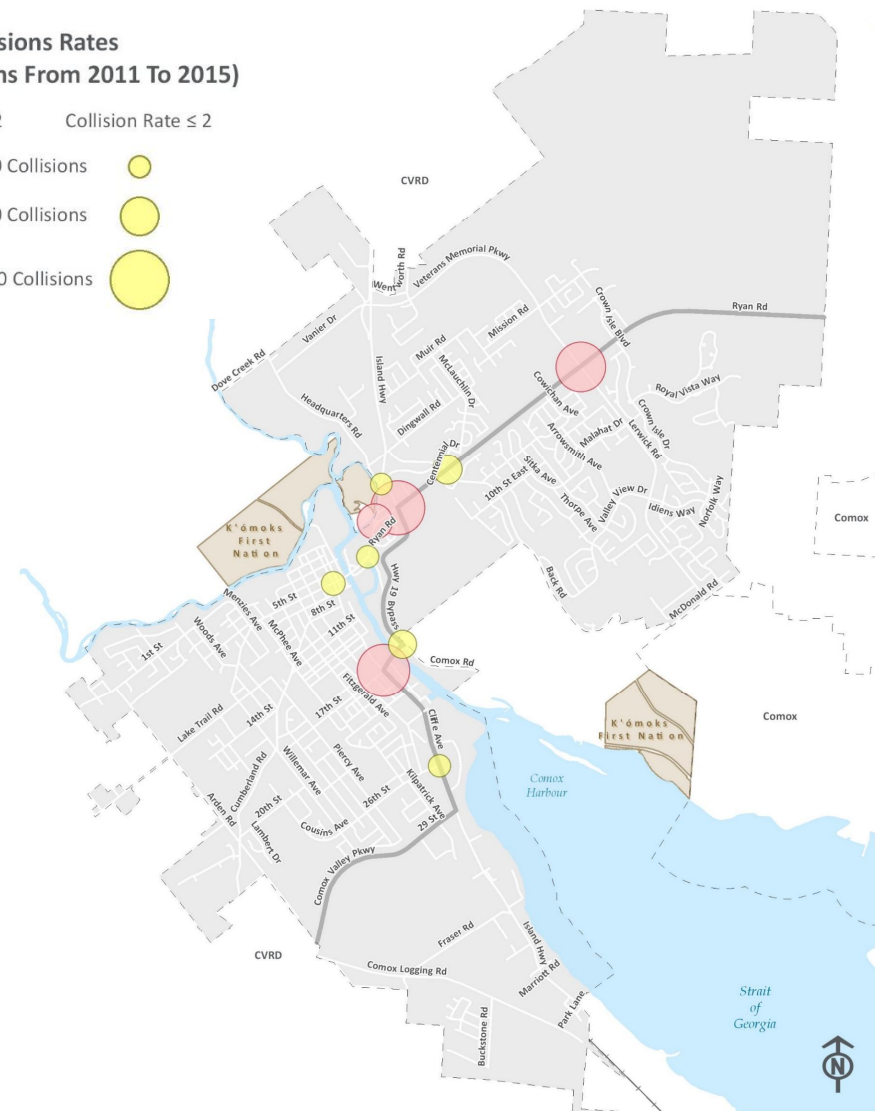 sions Rates
ns From 2011 To 2015)
2
Collision Rate ≤ 2
0 Collisions
0 Collisions
0 Collisions
CVRD
Wentworth Rd
Veterans Memorial Pkwy
Crown Isle Blvd
Ryan Rd
Vanier Dr
Mission Rd
Muir Rd
Island Hwy
McLauchlin Dr
Dove Creek Rd
Cowichan Ave
Royal Vista Way
Headquarters Rd
Dingwall Rd
Crown Isle Dr
Malahat Dr
Lerwick Rd
Arrowsmith Ave
Centennial Dr
Sitka Ave
10th St East
View Dr
Valley
Thorpe Ave
Idiens Way
Norfolk Way
Comox
K'ómoks
First
Nation
Ryan Rd
Hwy 19 Bypass
Back Rd
McDonald Rd
Menzies Ave
5th St
8th St
11th St
Woods Ave
McPhee Ave
1st St
Comox Rd
Fitzgerald Ave
17th St
14th St
Lake Trail Rd
Cliffe Ave
K'ómoks
First Nation
Comox
Comox
Harbour
Cumberland Rd
Willemar Ave
Piercy Ave
Kilpatrick Ave
26th St
20th St
Arden Rd
Cousins Ave
29 St
Lambert Dr
Comox Valley Pkwy
Fraser Rd
Island Hwy
CVRD
Comox Logging Rd
Marriott Rd
Park Lane
Buckstone Rd
Strait
of
Georgia
N